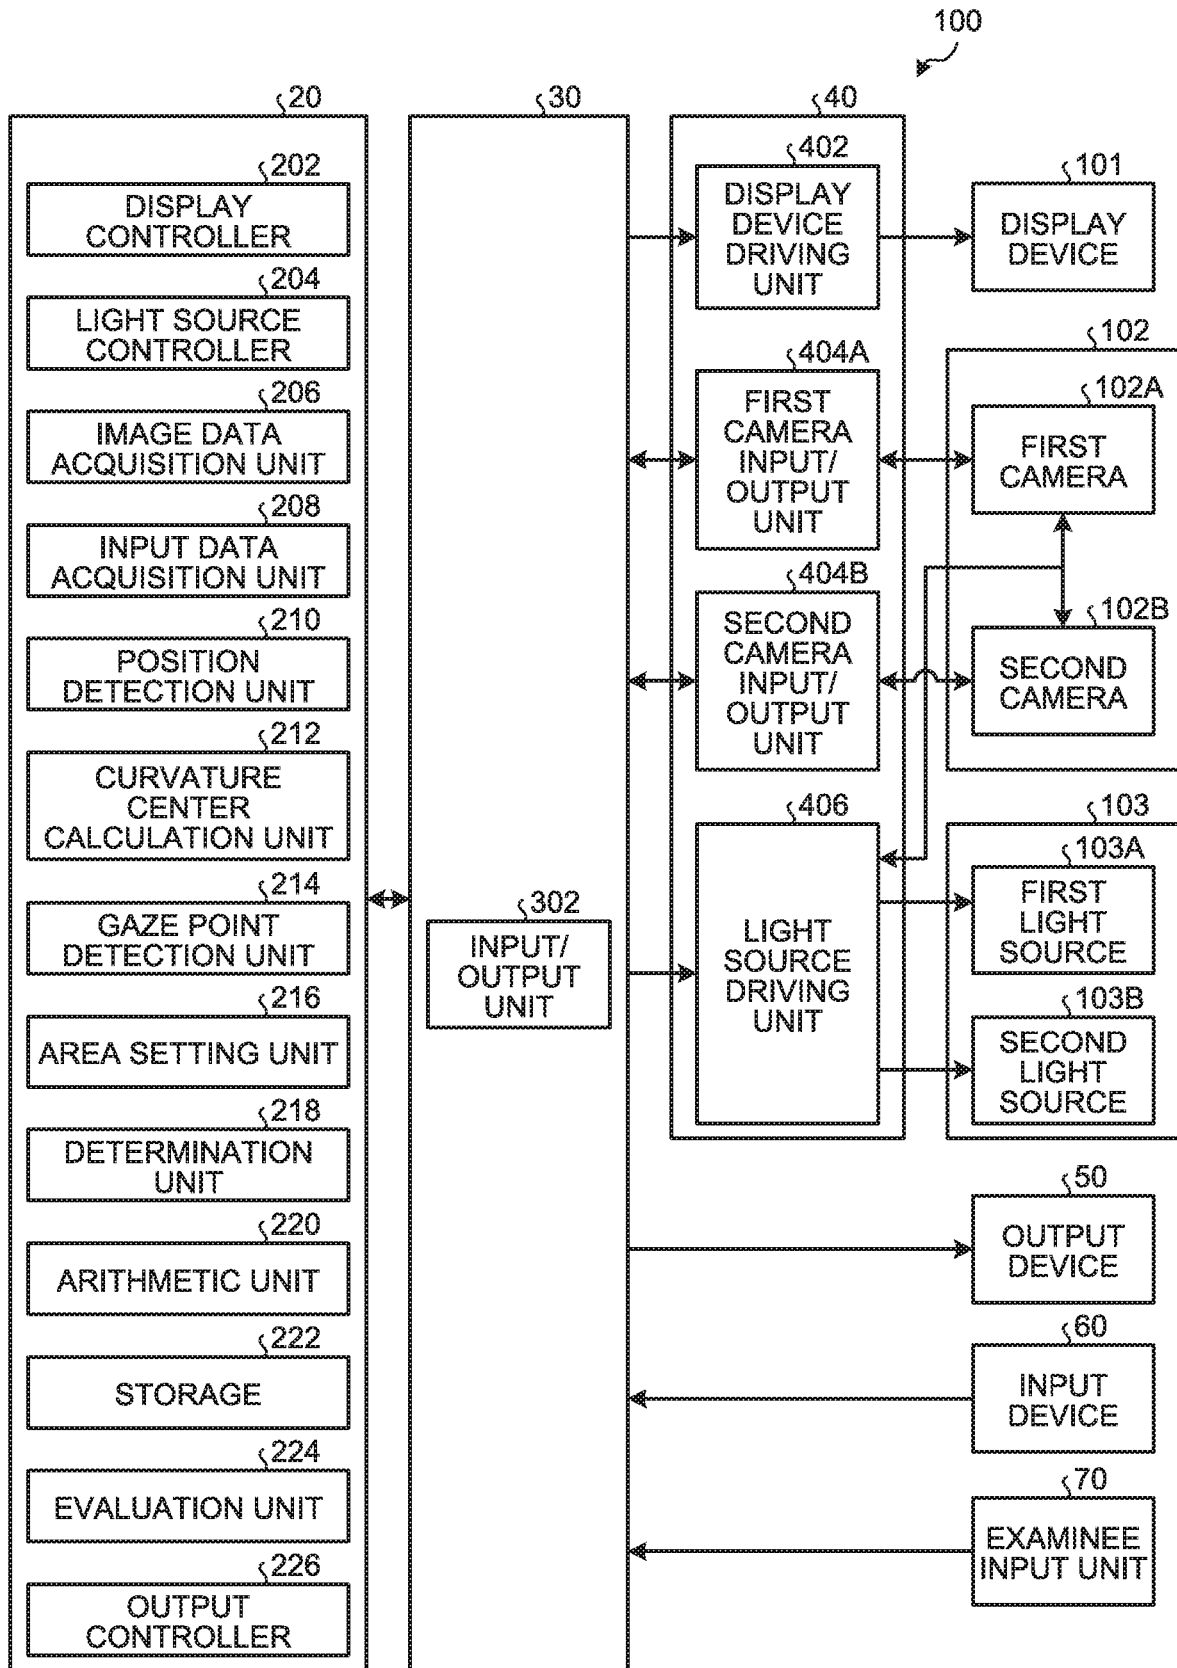 100
20
202
DISPLAY
CONTROLLER
204
LIGHT SOURCE
CONTROLLER
206
IMAGE DATA
ACQUISITION UNIT
208
INPUT DATA
ACQUISITION UNIT
210
POSITION
DETECTION UNIT
212
CURVATURE
CENTER
CALCULATION UNIT
214
GAZE POINT
DETECTION UNIT
216
AREA SETTING UNIT
218
DETERMINATION
UNIT
220
ARITHMETIC UNIT
222
STORAGE
224
EVALUATION UNIT
226
OUTPUT
CONTROLLER
30
302
INPUT/
OUTPUT
UNIT
40
402
DISPLAY
DEVICE
DRIVING
UNIT
404A
FIRST
CAMERA
INPUT/
OUTPUT
UNIT
404B
SECOND
CAMERA
INPUT/
OUTPUT
UNIT
406
LIGHT
SOURCE
DRIVING
UNIT
101
DISPLAY
DEVICE
102
102A
FIRST
CAMERA
102B
SECOND
CAMERA
103
103A
FIRST
LIGHT
SOURCE
103B
SECOND
LIGHT
SOURCE
50
OUTPUT
DEVICE
60
INPUT
DEVICE
70
EXAMINEE
INPUT UNIT